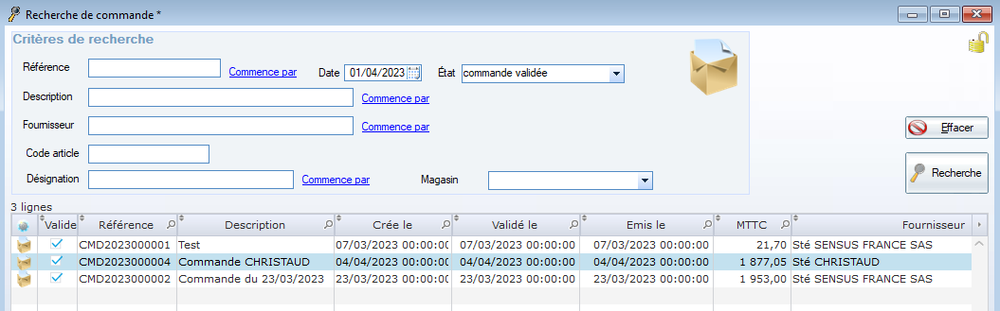 Recherche de commande *
Critères de recherche
Référence Commence par Date 01/04/2023 État commande validée
Description Commence par
Fournisseur Commence par
Effacer
Code article
Désignation Commence par Magasin
Recherche
3 lignes
Valide Référence Description Crée le Validé le Emis le MTTC Fournisseur
CMD2023000001 Test 07/03/2023 00:00:00 07/03/2023 00:00:00 07/03/2023 00:00:00 21,70 Sté SENSUS FRANCE SAS
CMD2023000004 Commande CHRISTAUD 04/04/2023 00:00:00 04/04/2023 00:00:00 04/04/2023 00:00:00 1 877,05 Sté CHRISTAUD
CMD2023000002 Commande du 23/03/2023 23/03/2023 00:00:00 23/03/2023 00:00:00 23/03/2023 00:00:00 1 953,00 Sté SENSUS FRANCE SAS